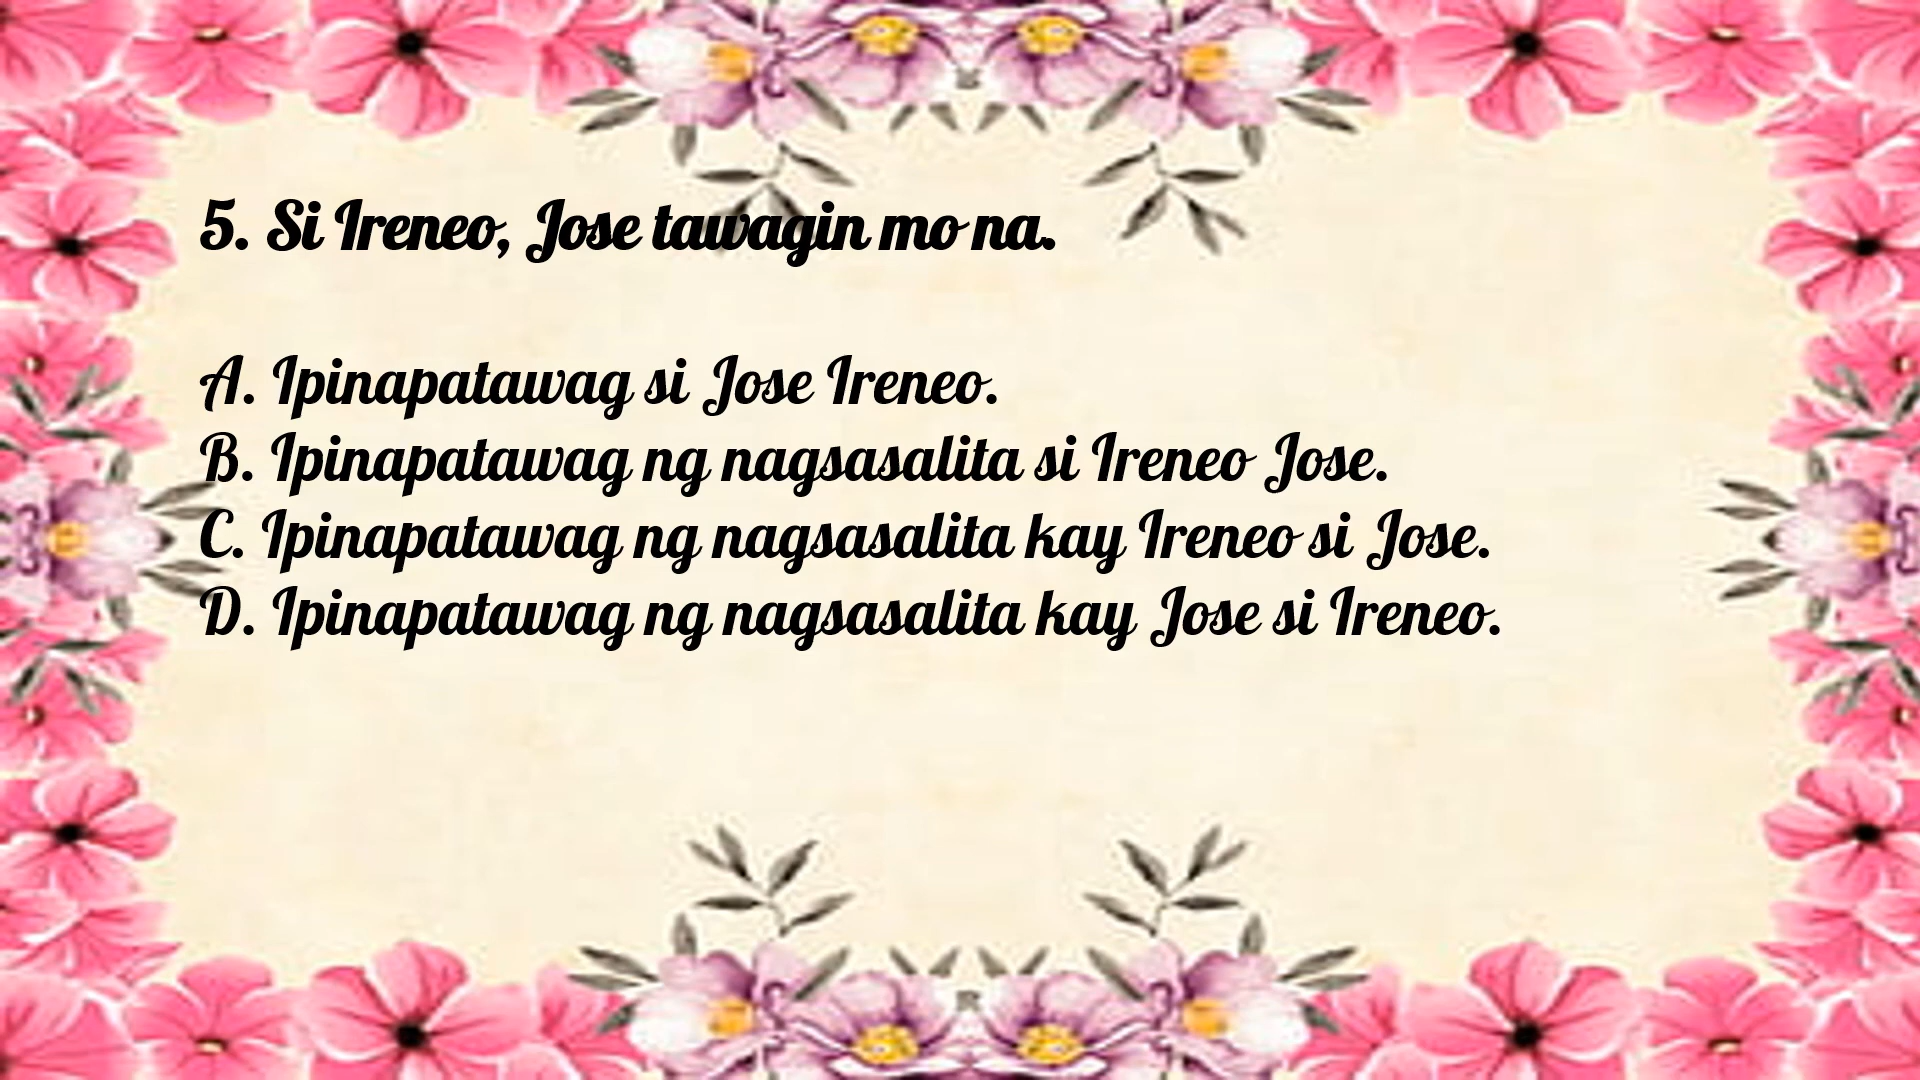 5. Si Ireneo, Jose tawagin mo na.
A. Ipinapatawag si Jose Ireneo.
B. Ipinapatawag ng nagsasalita si Ireneo Jose.
C. Ipinapatawag ng nagsasalita kay Ireneo si Jose.
D. Ipinapatawag ng nagsasalita kay Jose si Ireneo.